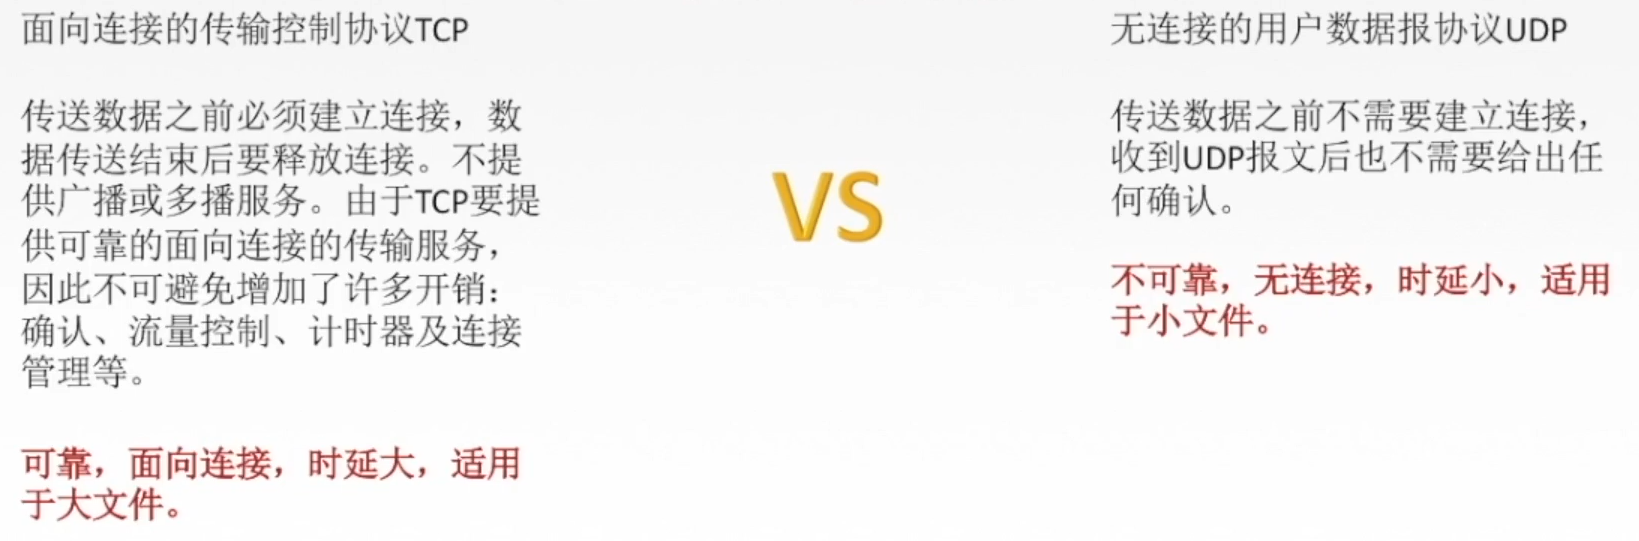 面向连接的传输控制协议TCP
传送数据之前必须建立连接，数
据传送结束后要释放连接。不提
供广播或多播服务。由于TCP要提
供可靠的面向连接的传输服务，
因此不可避免增加了许多开销：
确认、流量控制、计时器及连接
管理等。
可靠，面向连接，时延大，适用
于大文件。
VS
无连接的用户数据报协议UDP
传送数据之前不需要建立连接，
收到UDP报文后也不需要给出任
何确认。
不可靠，无连接，时延小，适用
于小文件。